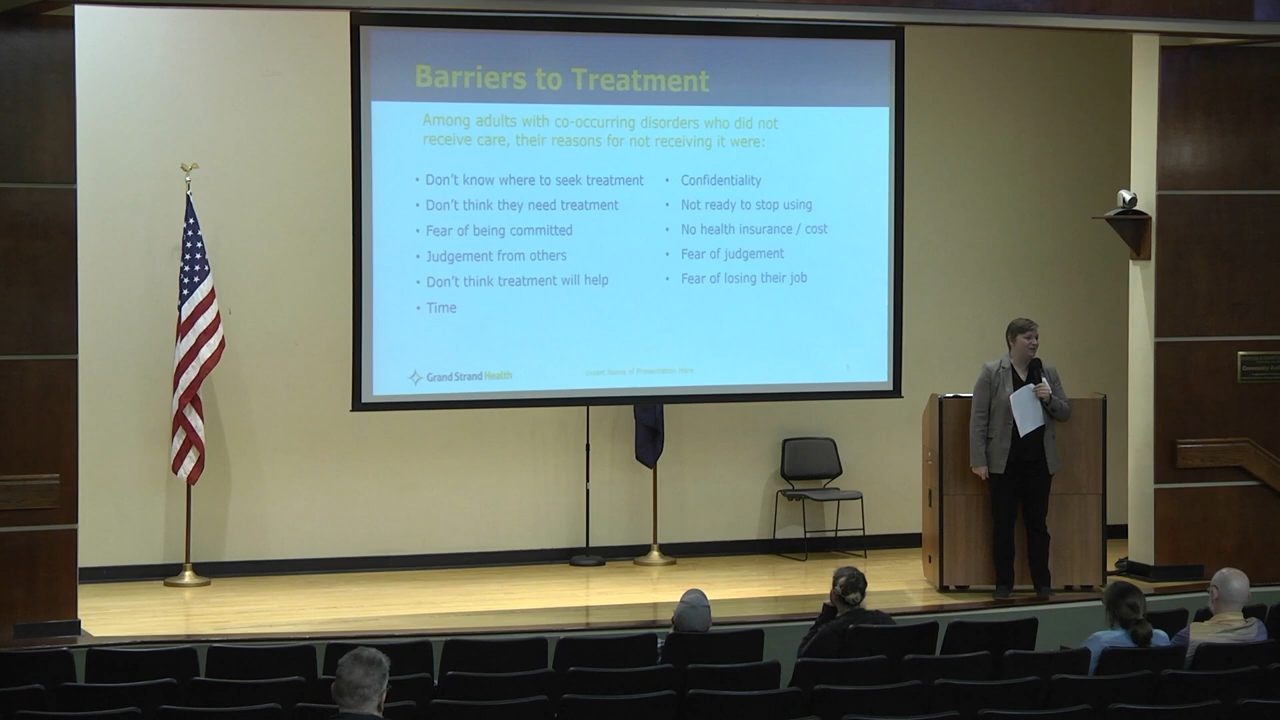 Barriers to Treatment
Among adults with co-occurring disorders who did not
receive care, their reasons for not receiving it were:
• Don't know where to seek treatment
• Don't think they need treatment
• Fear of being committed
• Judgement from others
• Don't think treatment will help
• Time
• Confidentiality
• Not ready to stop using
• No health insurance / cost
• Fear of judgement
• Fear of losing their job
Grand Strand Health
Insert Name of Presentation Here